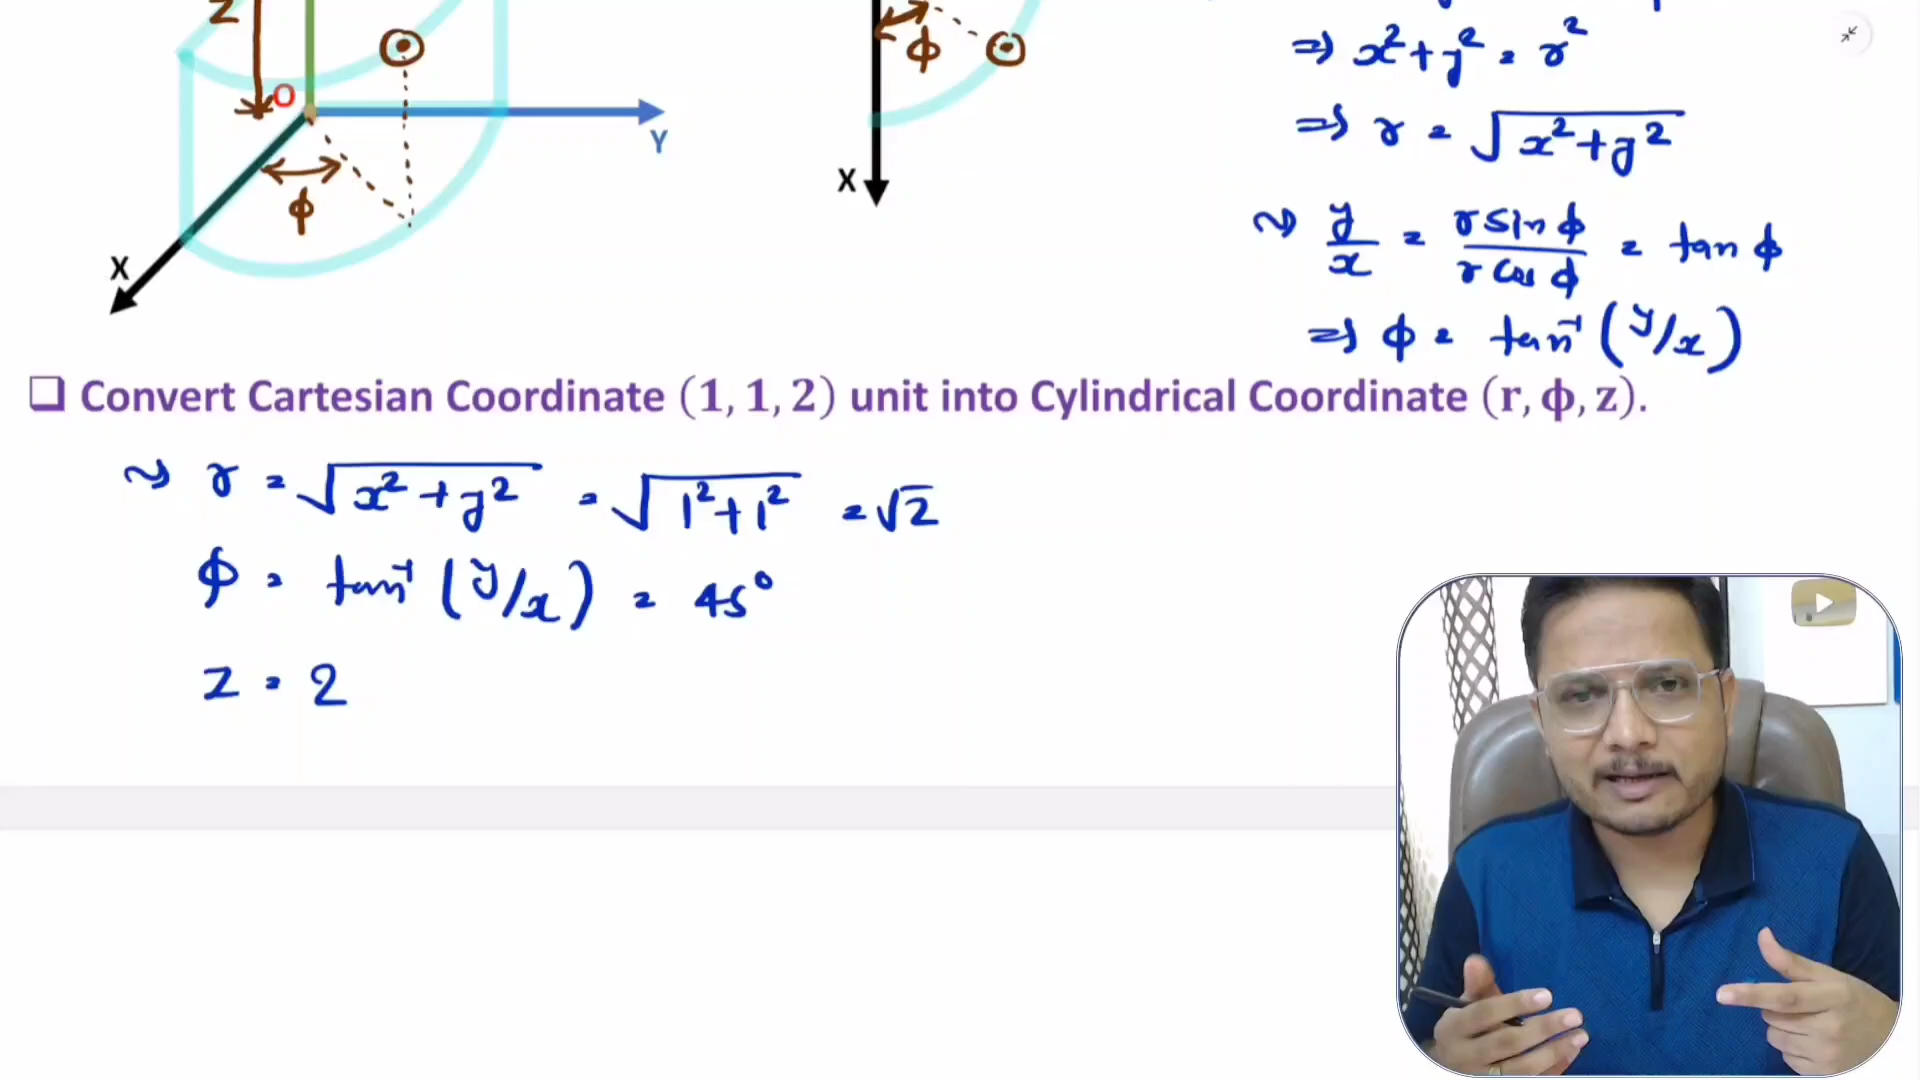 Z
O
Y
ϕ
X
ϕ
X
⇒ x² + y² = r²
⇒ r = √(x² + y²)
⇝ y/x = r sin ϕ / r cos ϕ = tan ϕ
⇒ ϕ = tan⁻¹ (y/x)
❑ Convert Cartesian Coordinate (1, 1, 2) unit into Cylindrical Coordinate (r, ϕ, z).
⇝ r = √(x² + y²) = √(1² + 1²) = √2
ϕ = tan⁻¹ (y/x) = 45°
z = 2